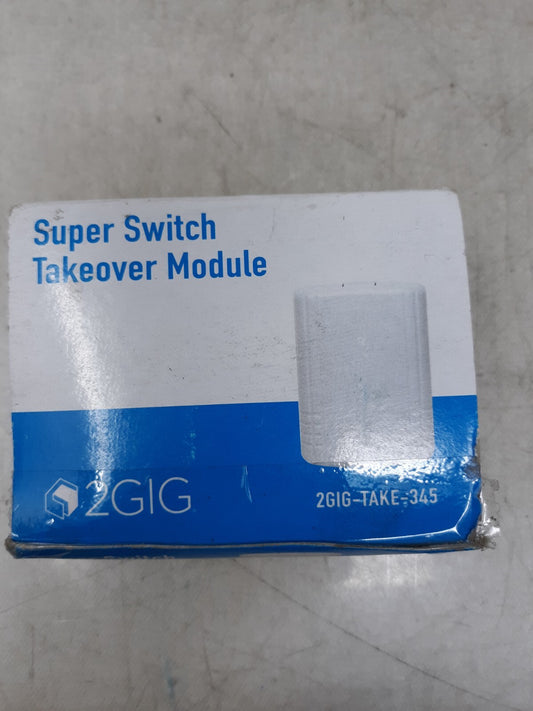 Super Switch
Takeover Module
2GIG
2GIG-TAKE-345